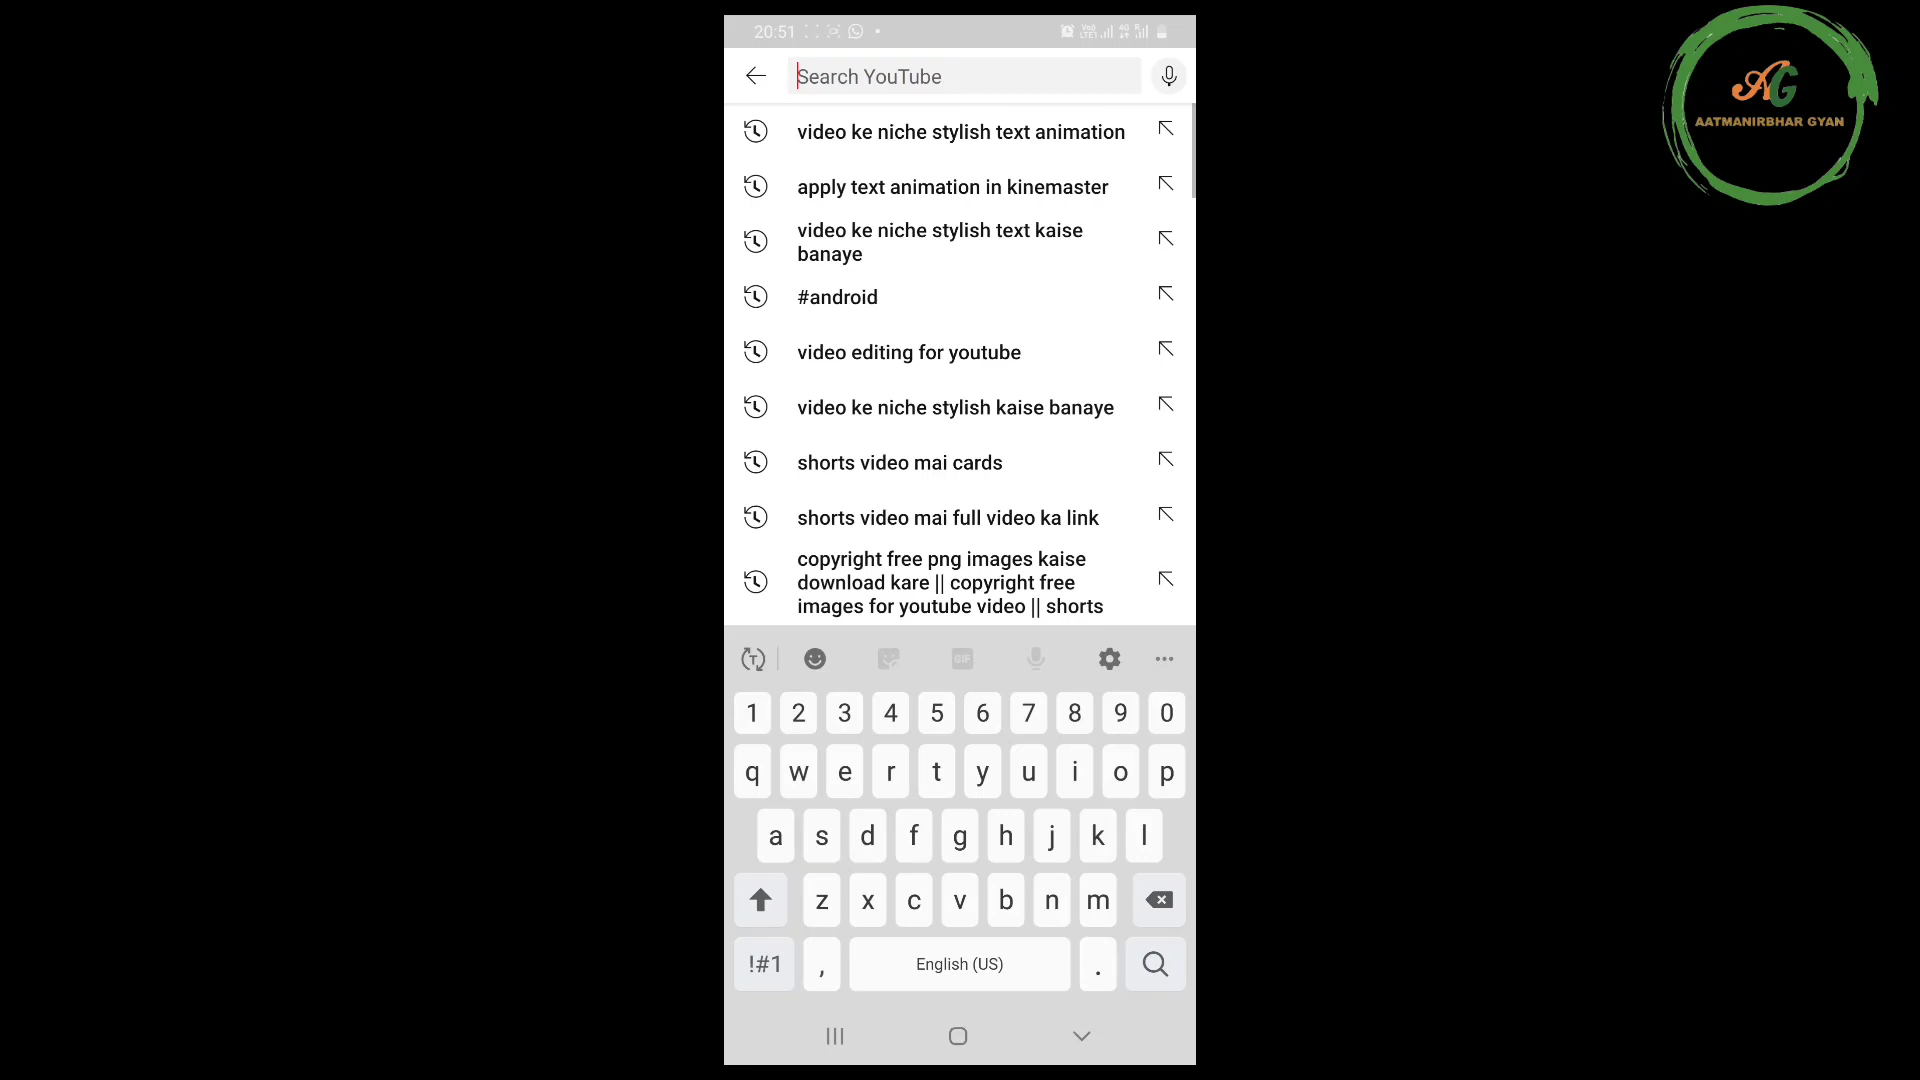 20:51
Search YouTube
video ke niche stylish text animation
apply text animation in kinemaster
video ke niche stylish text kaise
banaye
#android
video editing for youtube
video ke niche stylish kaise banaye
shorts video mai cards
shorts video mai full video ka link
copyright free png images kaise
download kare || copyright free
images for youtube video || shorts
T GIF
1 2 3 4 5 6 7 8 9 0
q w e r t y u i o p
a s d f g h j k l
z x c v b n m
!#1 , English (US) .
AG
AATMANIRBHAR GYAN